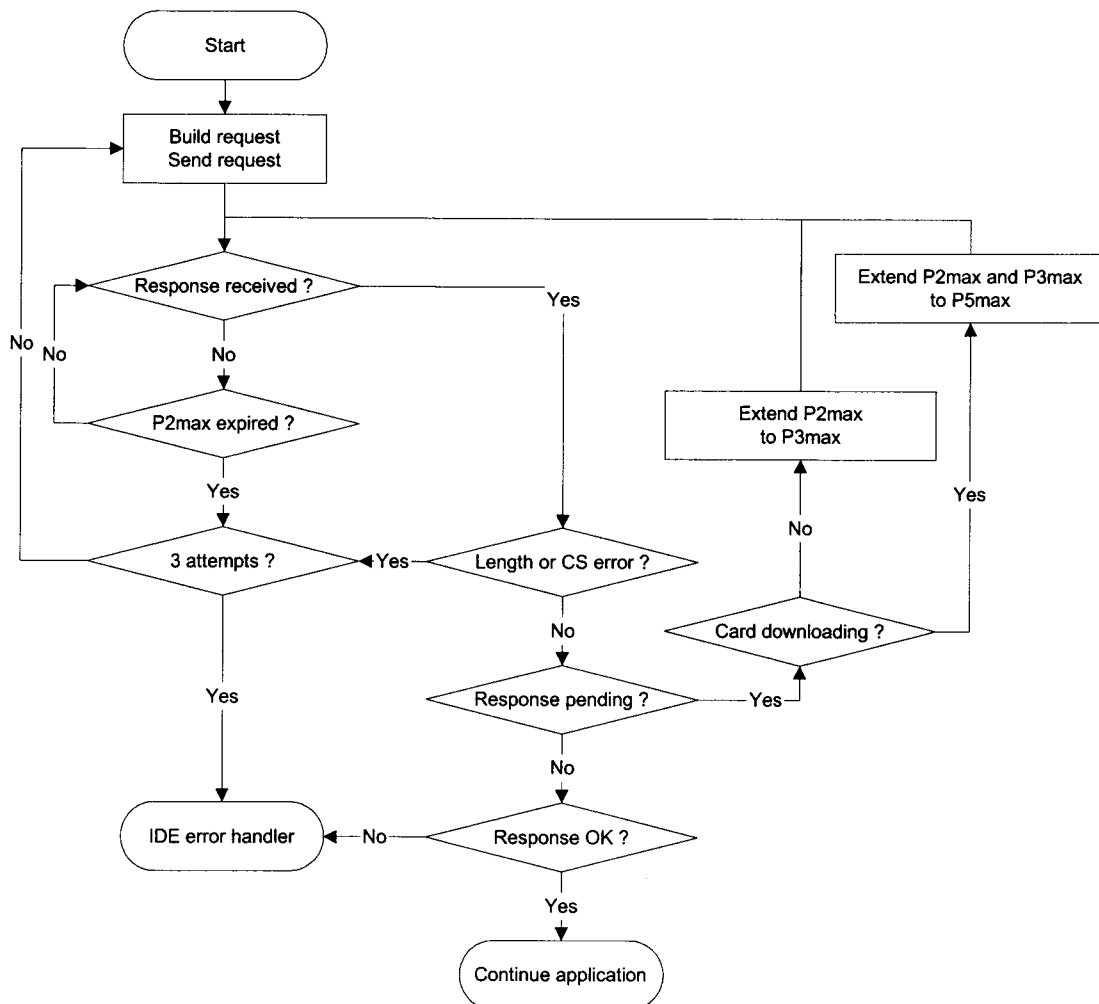 Start
Build request
Send request
Response received ?
Yes
Extend P2max and P3max
to P5max
No
No
No
P2max expired ?
Extend P2max
to P3max
Yes
Yes
No
3 attempts ?
Yes
Length or CS error ?
No
Card downloading ?
Yes
Response pending ?
Yes
No
IDE error handler
No
Response OK ?
Yes
Continue application